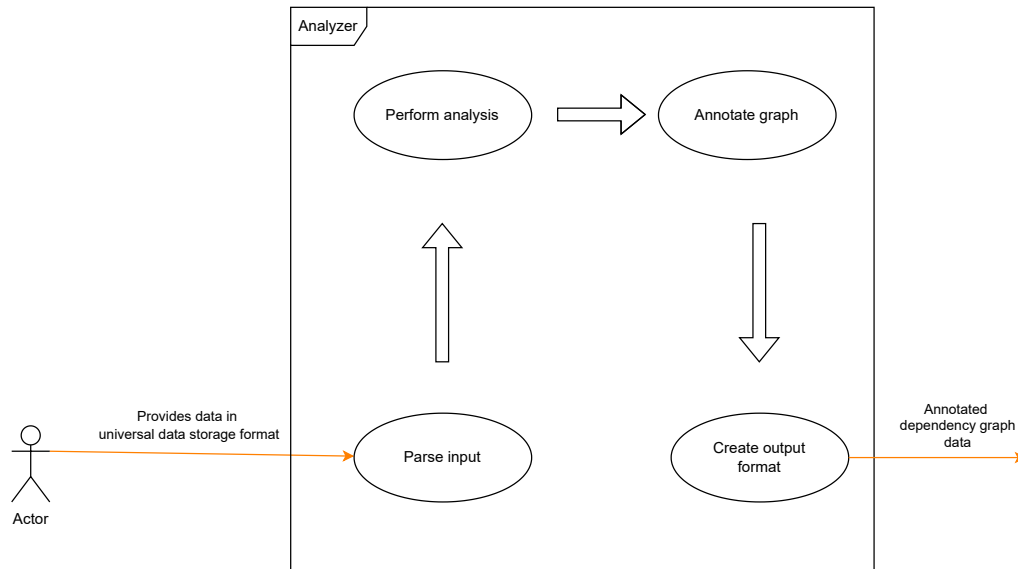 Analyzer
Perform analysis
Annotate graph
Provides data in
universal data storage format
Parse input
Create output
format
Annotated
dependency graph
data
Actor